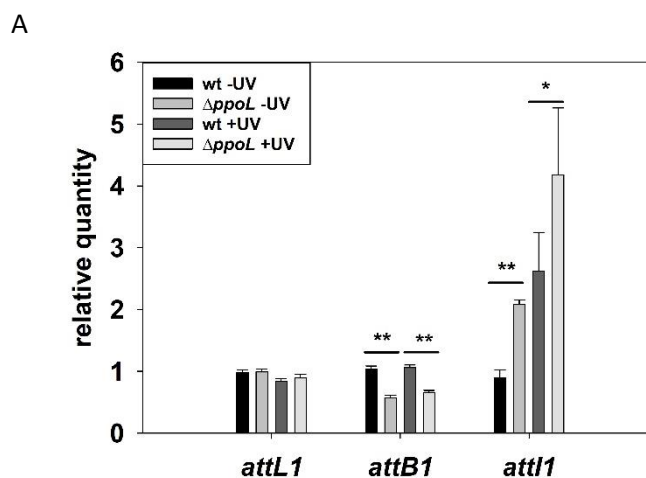 A
6
5
4
3
2
1
0
relative quantity
wt -UV
ΔppoL -UV
wt +UV
ΔppoL +UV
*
**
** **
attL1 attB1 attI1